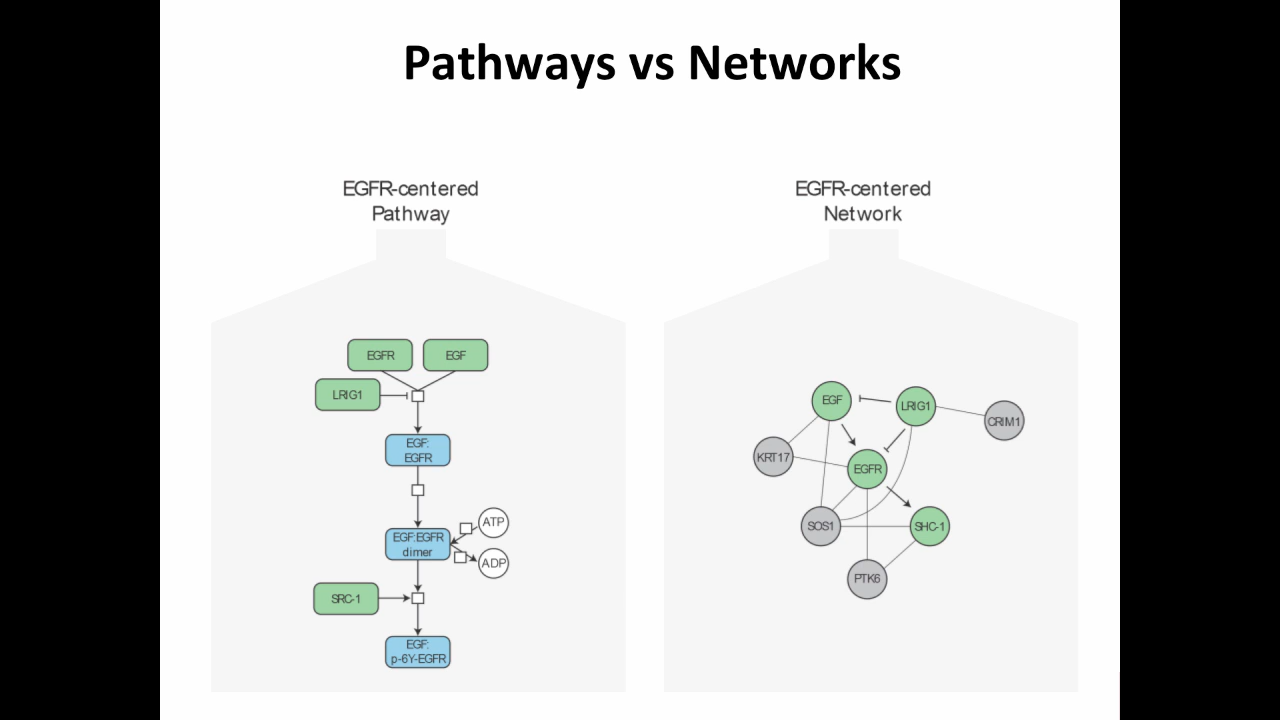 Pathways vs Networks
EGFR-centered
Pathway
EGFR
EGF
LRIG1
EGF:
EGFR
EGF:EGFR
dimer
ATP
ADP
SRC-1
EGF:
p-6Y-EGFR
EGFR-centered
Network
EGF
LRIG1
CRIM1
KRT17
EGFR
SOS1
SHC-1
PTK6